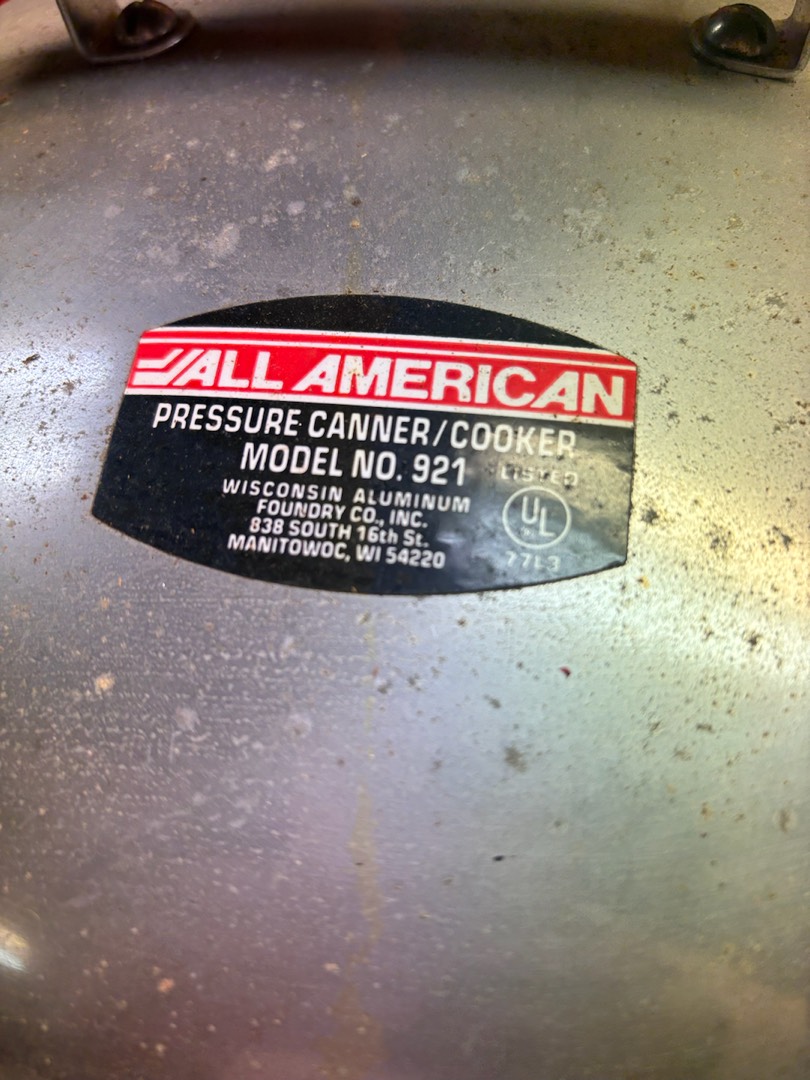 ALL AMERICAN
PRESSURE CANNER/COOKER
MODEL NO. 921
LISTED
WISCONSIN ALUMINUM
FOUNDRY CO., INC.
838 SOUTH 16th St.
MANITOWOC, WI 54220
UL
77L3